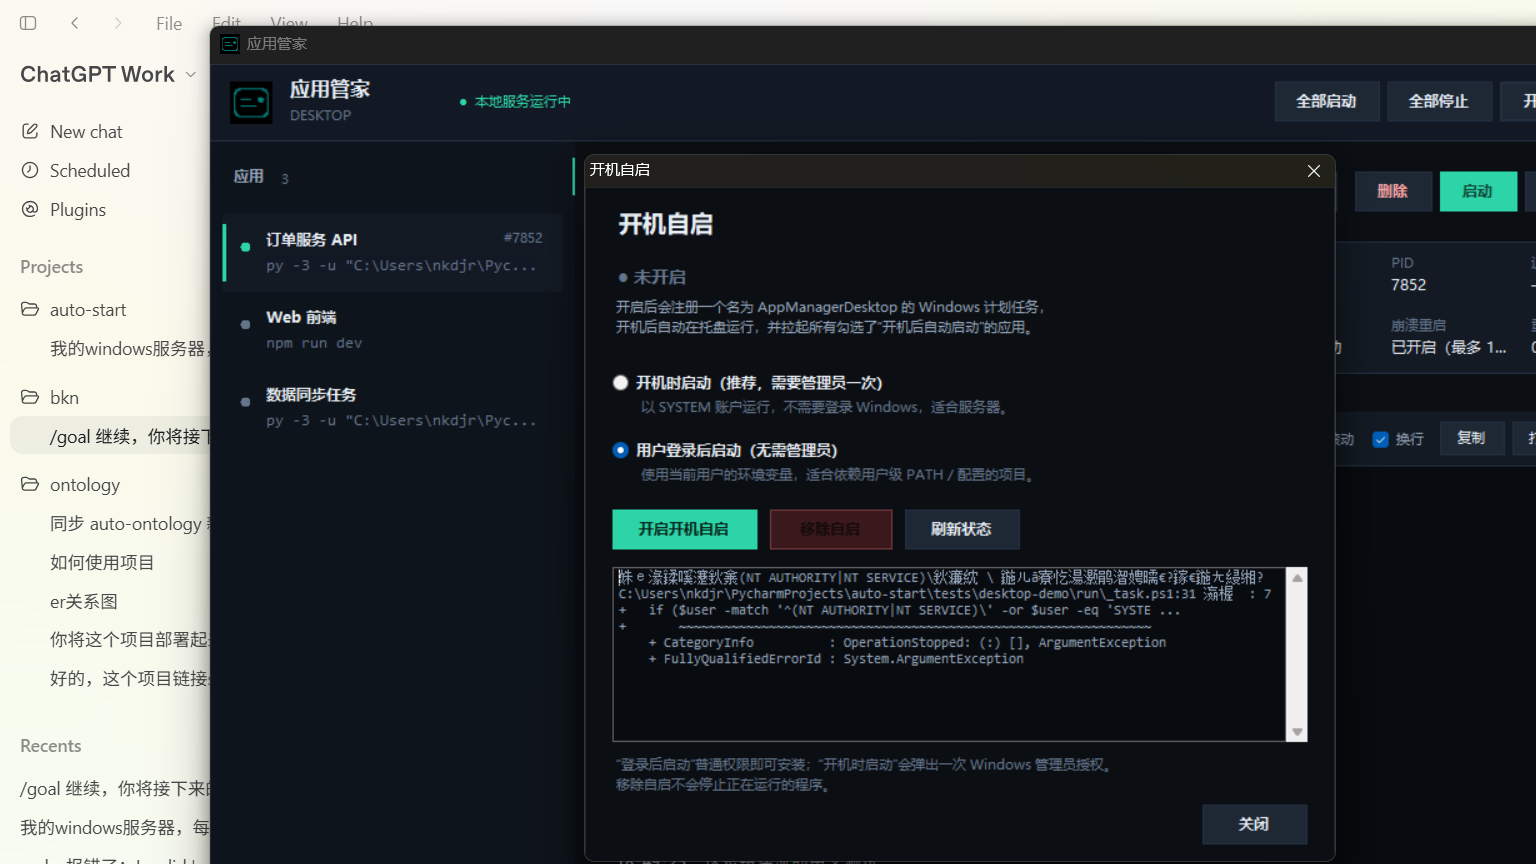 File Edit View Help
ChatGPT Work
New chat
Scheduled
Plugins
Projects
auto-start
我的windows服务器，
bkn
/goal 继续，你将接下
ontology
同步 auto-ontology
如何使用项目
er关系图
你将这个项目部署起
好的，这个项目链接
Recents
/goal 继续，你将接下来的
我的windows服务器，每
应用管家
应用管家
DESKTOP
本地服务运行中
全部启动
全部停止
开
应用 3
订单服务 API #7852
py -3 -u "C:\Users\nkdjr\Pyc...
Web 前端
npm run dev
数据同步任务
py -3 -u "C:\Users\nkdjr\Pyc...
删除
启动
PID
7852
崩溃重启
已开启（最多 1...
动
换行
复制
开机自启
开机自启
未开启
开启后会注册一个名为 AppManagerDesktop 的 Windows 计划任务，
开机后自动在托盘运行，并拉起所有勾选了"开机后自动启动"的应用。
开机时启动（推荐，需要管理员一次）
以 SYSTEM 账户运行，不需要登录 Windows，适合服务器。
用户登录后启动（无需管理员）
使用当前用户的环境变量，适合依赖用户级 PATH / 配置的项目。
开启开机自启
移除自启
刷新状态
(NT AUTHORITY|NT SERVICE)\
C:\Users\nkdjr\PycharmProjects\auto-start\tests\desktop-demo\run\_task.ps1:31 : 7
+ if ($user -match '^(NT AUTHORITY|NT SERVICE)\' -or $user -eq 'SYSTE ...
+ ~~~~~~~~~~~~~~~~~~~~~~~~~~~~~~~~~~~~~~~~~~~~~~~~~~~~~~~~~~
+ CategoryInfo : OperationStopped: (:) [], ArgumentException
+ FullyQualifiedErrorId : System.ArgumentException
"登录后启动"普通权限即可安装；"开机时启动"会弹出一次 Windows 管理员授权。
移除自启不会停止正在运行的程序。
关闭